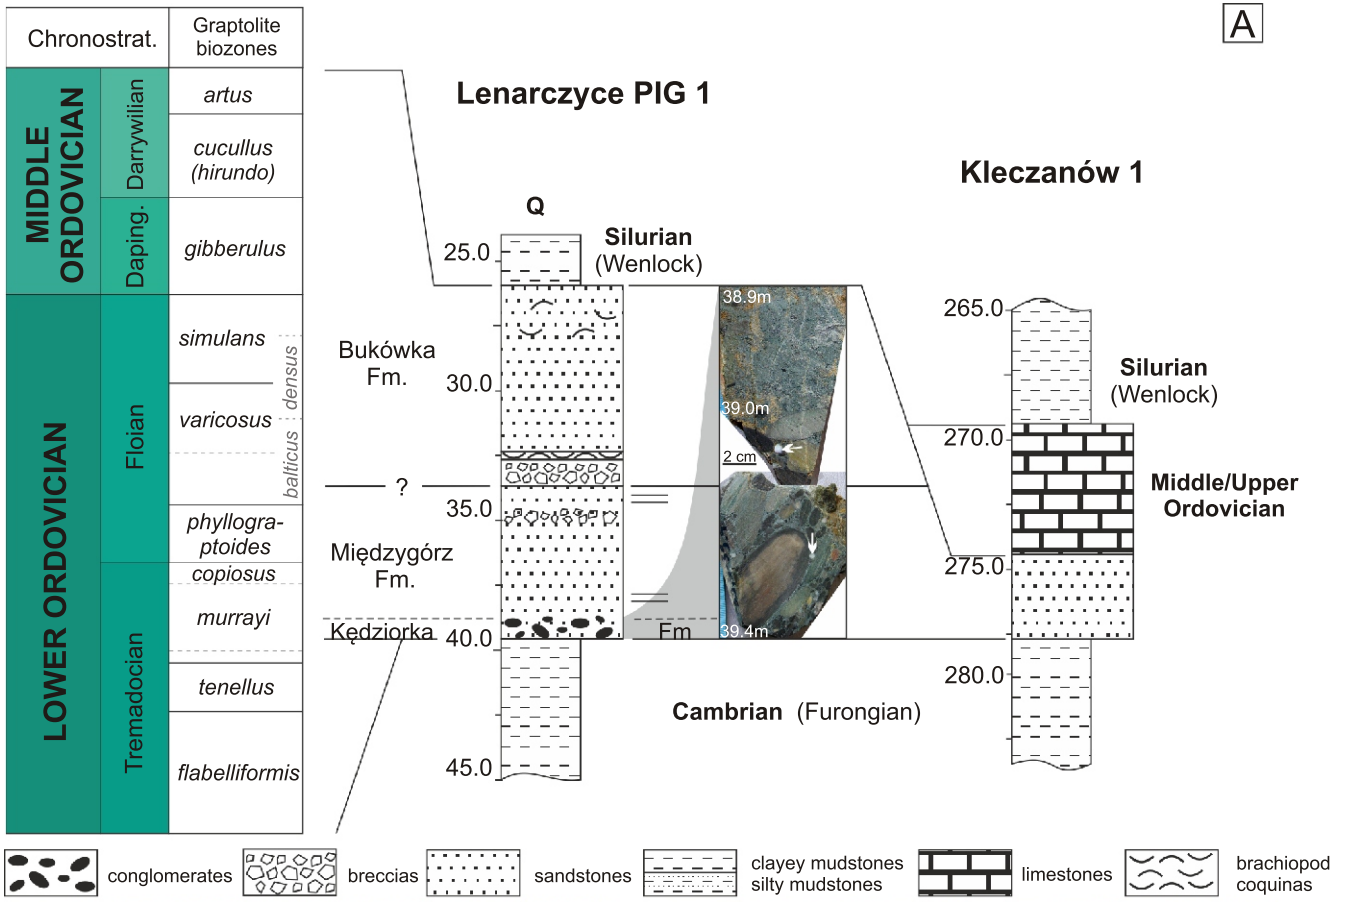 A
Chronostrat.
Graptolite
biozones
MIDDLE
ORDOVICIAN
Darrywilian
Daping.
artus
cucullus
(hirundo)
gibberulus
LOWER ORDOVICIAN
Floian
Tremadocian
simulans
densus
varicosus
balticus
phyllogra-
ptoides
copiosus
murrayi
tenellus
flabelliformis
Lenarczyce PIG 1
Q
25.0
30.0
35.0
40.0
45.0
Silurian
(Wenlock)
Bukówka
Fm.
?
Międzygórz
Fm.
Kędziorka
Fm
38.9m
39.0m
2 cm
39.4m
Cambrian (Furongian)
Kleczanów 1
265.0
270.0
275.0
280.0
Silurian
(Wenlock)
Middle/Upper
Ordovician
conglomerates
breccias
sandstones
clayey mudstones
silty mudstones
limestones
brachiopod
coquinas